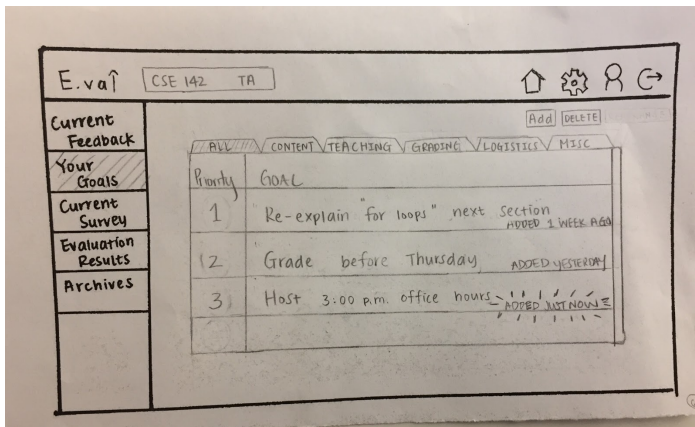 E.val
CSE 142 TA
Add DELETE
Current
Feedback
Your
Goals
Current
Survey
Evaluation
Results
Archives
ALL CONTENT TEACHING GRADING LOGISTICS MISC
Priority GOAL
1 Re-explain "for loops" next section
ADDED 1 WEEK AGO
2 Grade before Thursday ADDED YESTERDAY
3 Host 3:00 p.m. office hours ADDED JUST NOW